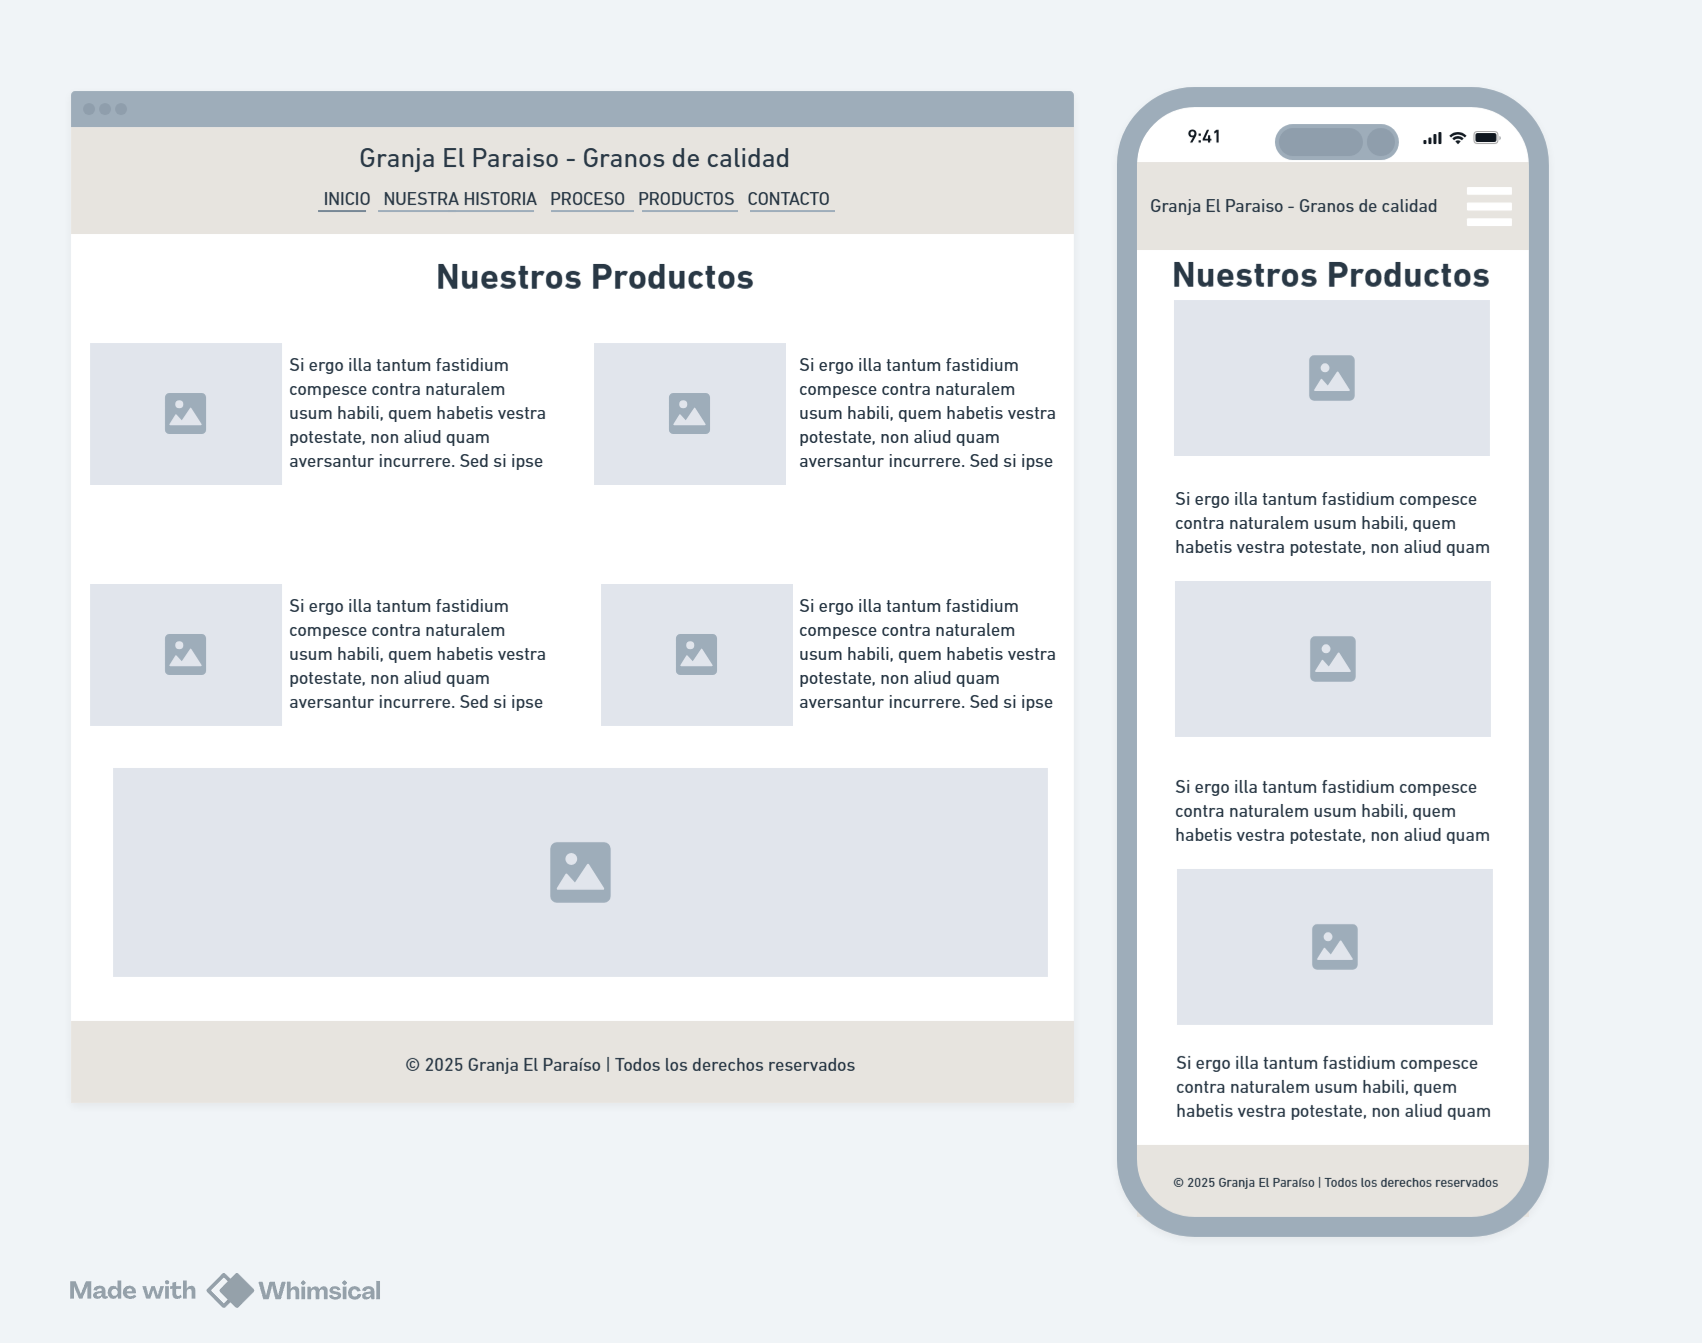 Granja El Paraiso - Granos de calidad
INICIO NUESTRA HISTORIA PROCESO PRODUCTOS CONTACTO
Nuestros Productos
Si ergo illa tantum fastidium
compesce contra naturalem
usum habili, quem habetis vestra
potestate, non aliud quam
aversantur incurrere. Sed si ipse
Si ergo illa tantum fastidium
compesce contra naturalem
usum habili, quem habetis vestra
potestate, non aliud quam
aversantur incurrere. Sed si ipse
Si ergo illa tantum fastidium
compesce contra naturalem
usum habili, quem habetis vestra
potestate, non aliud quam
aversantur incurrere. Sed si ipse
Si ergo illa tantum fastidium
compesce contra naturalem
usum habili, quem habetis vestra
potestate, non aliud quam
aversantur incurrere. Sed si ipse
© 2025 Granja El Paraíso | Todos los derechos reservados
9:41
Granja El Paraiso - Granos de calidad
Nuestros Productos
Si ergo illa tantum fastidium compesce
contra naturalem usum habili, quem
habetis vestra potestate, non aliud quam
Si ergo illa tantum fastidium compesce
contra naturalem usum habili, quem
habetis vestra potestate, non aliud quam
Si ergo illa tantum fastidium compesce
contra naturalem usum habili, quem
habetis vestra potestate, non aliud quam
© 2025 Granja El Paraíso | Todos los derechos reservados
Made with Whimsical